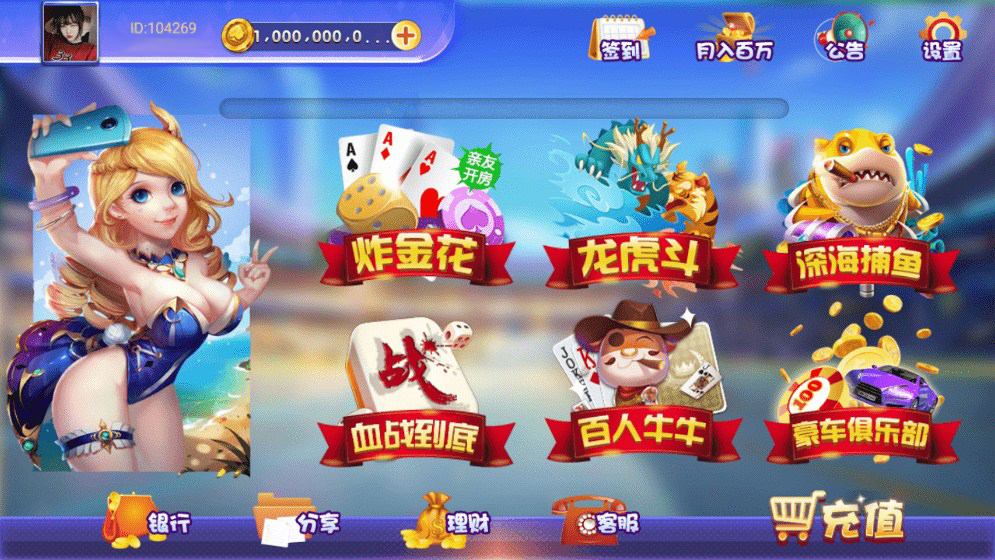 ID:104269
1,000,000,0...
签到
月入百万
公告
设置
亲友
开房
炸金花
龙虎斗
深海捕鱼
战
血战到底
JOKER
K
百人牛牛
100
豪车俱乐部
银行
分享
理财
客服
充值